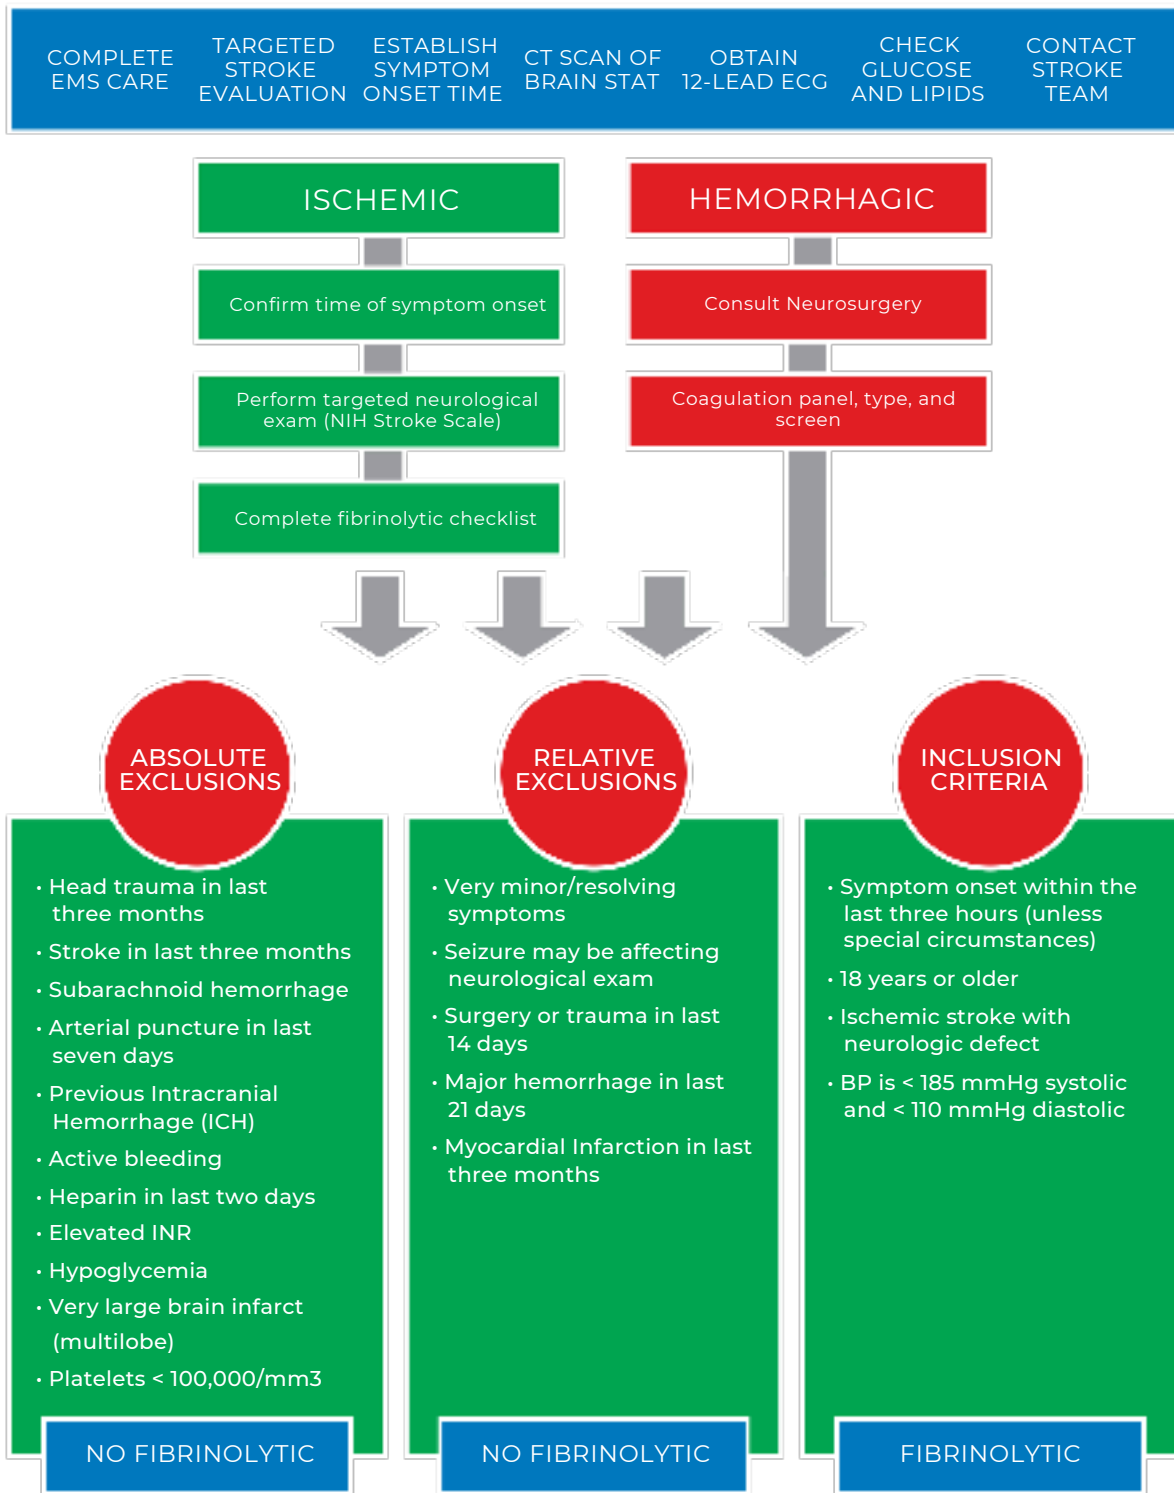 COMPLETE
EMS CARE
TARGETED
STROKE
EVALUATION
ESTABLISH
SYMPTOM
ONSET TIME
CT SCAN OF
BRAIN STAT
OBTAIN
12-LEAD ECG
CHECK
GLUCOSE
AND LIPIDS
CONTACT
STROKE
TEAM
ISCHEMIC
Confirm time of symptom onset
Perform targeted neurological
exam (NIH Stroke Scale)
Complete fibrinolytic checklist
HEMORRHAGIC
Consult Neurosurgery
Coagulation panel, type, and
screen
ABSOLUTE
EXCLUSIONS
• Head trauma in last
three months
• Stroke in last three months
• Subarachnoid hemorrhage
• Arterial puncture in last
seven days
• Previous Intracranial
Hemorrhage (ICH)
• Active bleeding
• Heparin in last two days
• Elevated INR
• Hypoglycemia
• Very large brain infarct
(multilobe)
• Platelets < 100,000/mm3
NO FIBRINOLYTIC
RELATIVE
EXCLUSIONS
• Very minor/resolving
symptoms
• Seizure may be affecting
neurological exam
• Surgery or trauma in last
14 days
• Major hemorrhage in last
21 days
• Myocardial Infarction in last
three months
NO FIBRINOLYTIC
INCLUSION
CRITERIA
• Symptom onset within the
last three hours (unless
special circumstances)
• 18 years or older
• Ischemic stroke with
neurologic defect
• BP is < 185 mmHg systolic
and < 110 mmHg diastolic
FIBRINOLYTIC